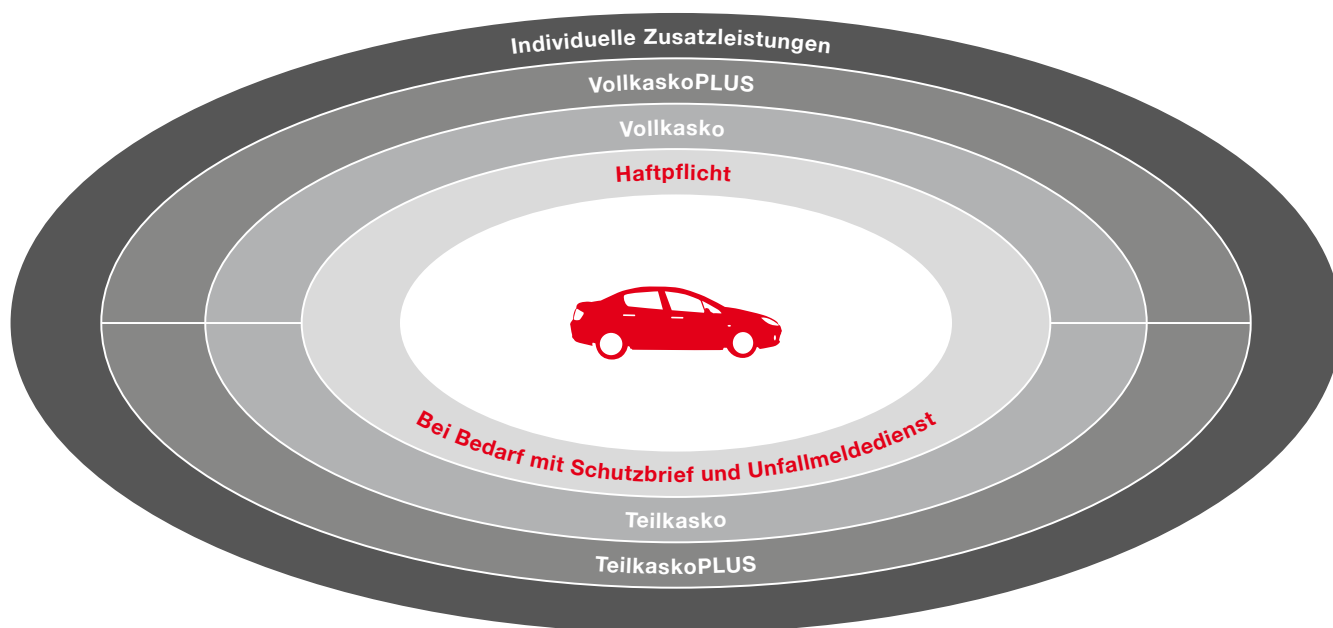 Individuelle Zusatzleistungen
VollkaskoPLUS
Vollkasko
Haftpflicht
Bei Bedarf mit Schutzbrief und Unfallmeldedienst
Teilkasko
TeilkaskoPLUS